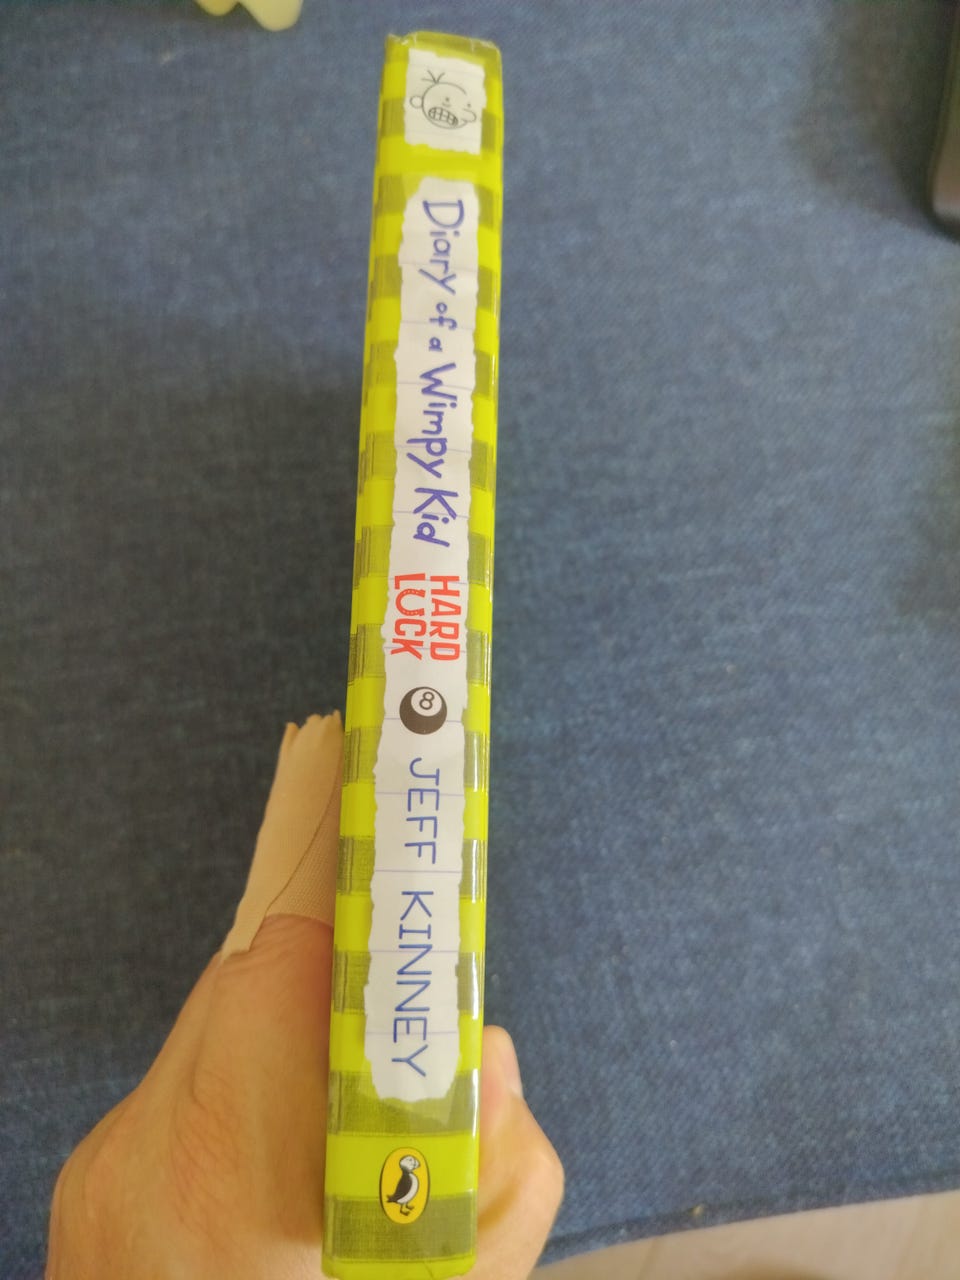 Diary of a Wimpy Kid
HARD
LUCK
8
JEFF KINNEY